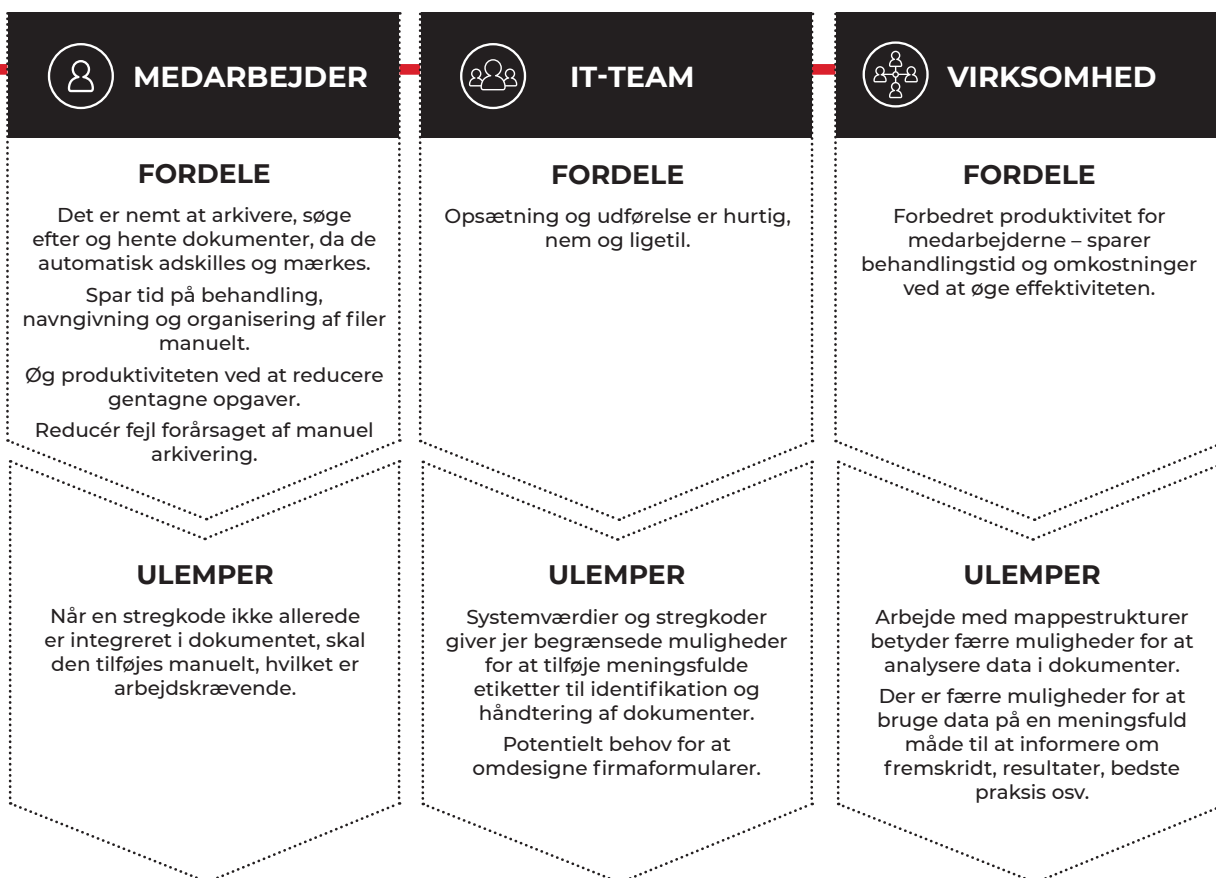 MEDARBEJDER
FORDELE
Det er nemt at arkivere, søge
efter og hente dokumenter, da de
automatisk adskilles og mærkes.
Spar tid på behandling,
navngivning og organisering af filer
manuelt.
Øg produktiviteten ved at reducere
gentagne opgaver.
Reducér fejl forårsaget af manuel
arkivering.
ULEMPER
Når en stregkode ikke allerede
er integreret i dokumentet, skal
den tilføjes manuelt, hvilket er
arbejdskrævende.
IT-TEAM
FORDELE
Opsætning og udførelse er hurtig,
nem og ligetil.
ULEMPER
Systemværdier og stregkoder
giver jer begrænsede muligheder
for at tilføje meningsfulde
etiketter til identifikation og
håndtering af dokumenter.
Potentielt behov for at
omdesigne firmaformularer.
VIRKSOMHED
FORDELE
Forbedret produktivitet for
medarbejderne – sparer
behandlingstid og omkostninger
ved at øge effektiviteten.
ULEMPER
Arbejde med mappestrukturer
betyder færre muligheder for at
analysere data i dokumenter.
Der er færre muligheder for at
bruge data på en meningsfuld
måde til at informere om
fremskridt, resultater, bedste
praksis osv.